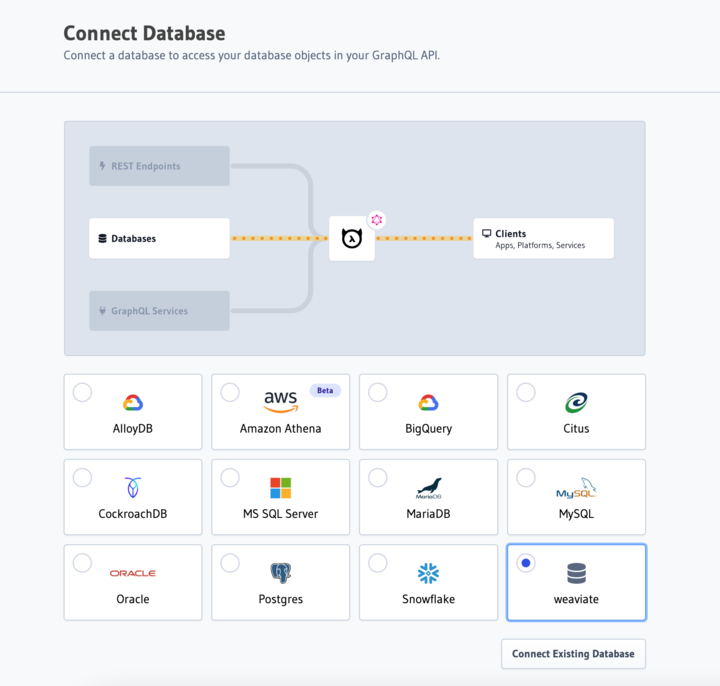 Connect Database
Connect a database to access your database objects in your GraphQL API.
REST Endpoints
Databases
Clients
Apps, Platforms, Services
GraphQL Services
AlloyDB
aws
Beta
Amazon Athena
BigQuery
Citus
CockroachDB
MS SQL Server
MariaDB
MariaDB
MySQL
MySQL
ORACLE
Oracle
Postgres
Snowflake
weaviate
Connect Existing Database